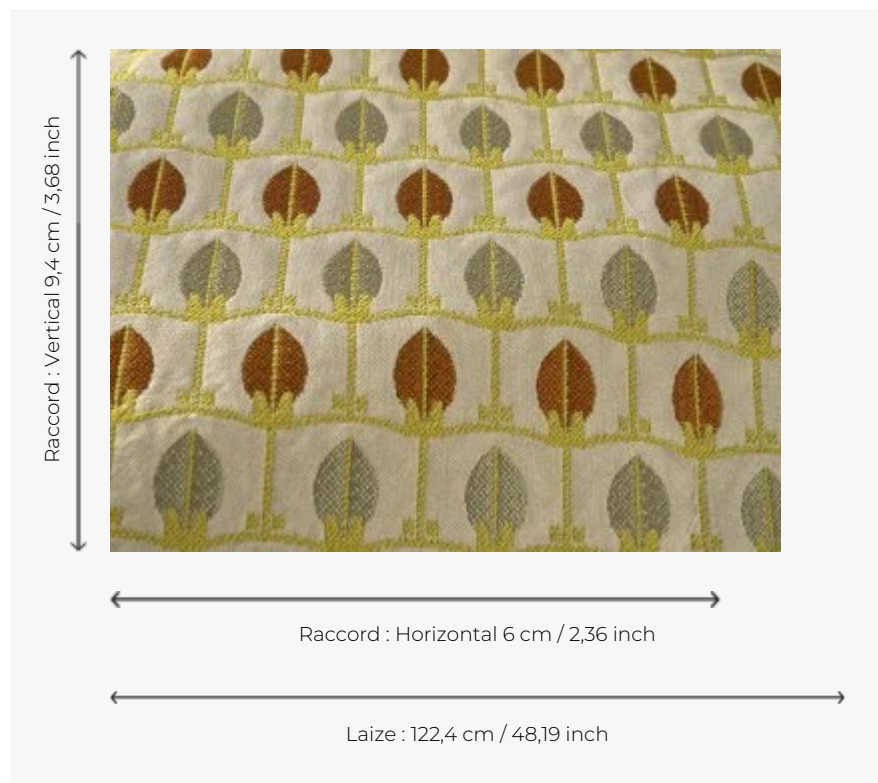 Raccord : Vertical 9,4 cm / 3,68 inch
Raccord : Horizontal 6 cm / 2,36 inch
Laize : 122,4 cm / 48,19 inch